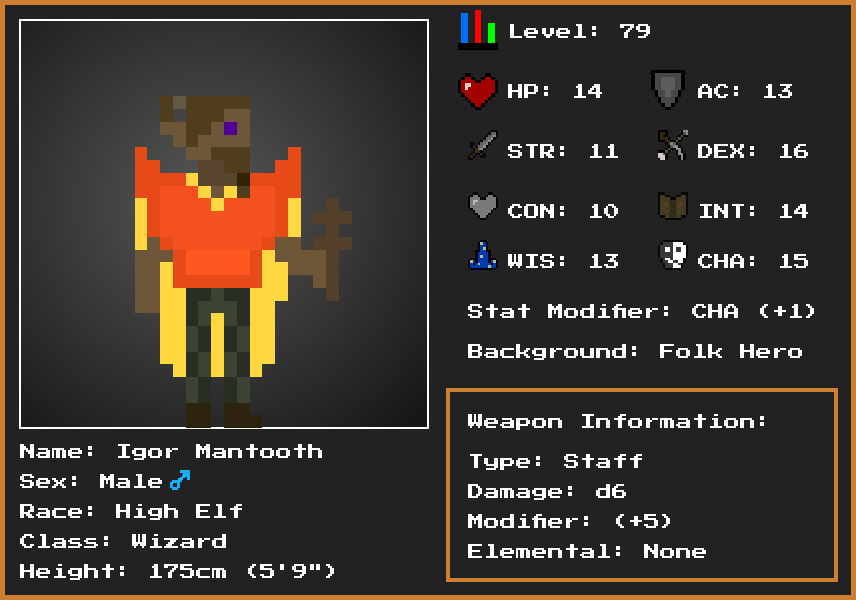 Level: 79
HP: 14
AC: 13
STR: 11
DEX: 16
CON: 10
INT: 14
WIS: 13
CHA: 15
Stat Modifier: CHA (+1)
Background: Folk Hero
Weapon Information:
Type: Staff
Damage: d6
Modifier: (+5)
Elemental: None
Name: Igor Mantooth
Sex: Male♂
Race: High Elf
Class: Wizard
Height: 175cm (5'9")